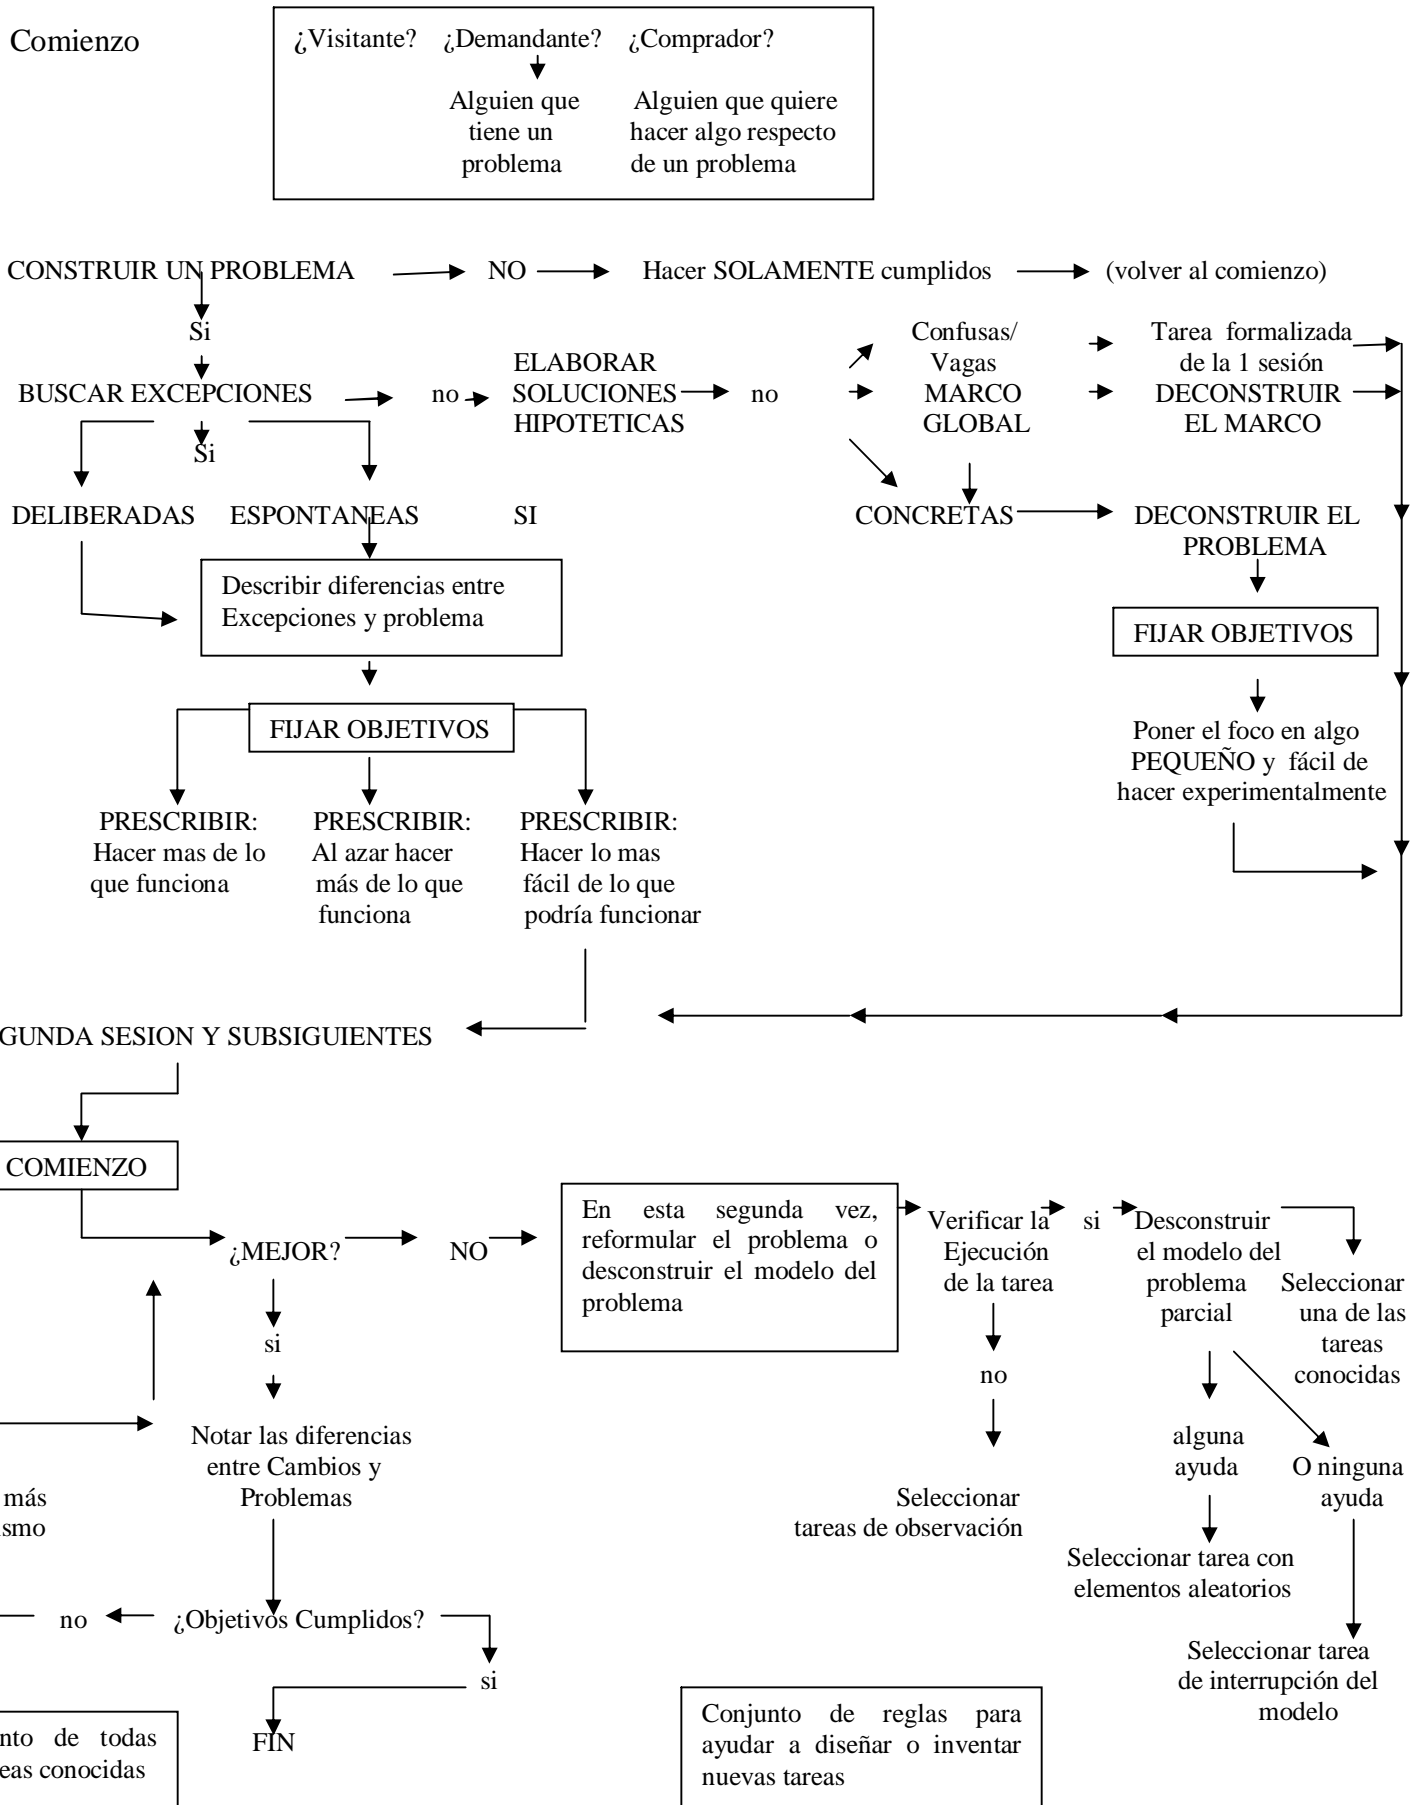 Comienzo
¿Visitante? ¿Demandante? ¿Comprador?
Alguien que
tiene un
problema
Alguien que quiere
hacer algo respecto
de un problema
CONSTRUIR UN PROBLEMA NO Hacer SOLAMENTE cumplidos (volver al comienzo)
Si
BUSCAR EXCEPCIONES no
ELABORAR
SOLUCIONES
HIPOTETICAS
no
Confusas/
Vagas
MARCO
GLOBAL
Tarea formalizada
de la 1 sesión
DECONSTRUIR
EL MARCO
Si
DELIBERADAS ESPONTANEAS SI
CONCRETAS
DECONSTRUIR EL
PROBLEMA
Describir diferencias entre
Excepciones y problema
FIJAR OBJETIVOS
FIJAR OBJETIVOS
Poner el foco en algo
PEQUEÑO y fácil de
hacer experimentalmente
PRESCRIBIR:
Hacer mas de lo
que funciona
PRESCRIBIR:
Al azar hacer
más de lo que
funciona
PRESCRIBIR:
Hacer lo mas
fácil de lo que
podría funcionar
GUNDA SESION Y SUBSIGUIENTES
COMIENZO
¿MEJOR? NO
En esta segunda vez,
reformular el problema o
desconstruir el modelo del
problema
Verificar la
Ejecución
de la tarea
si
Desconstruir
el modelo del
problema
parcial
Seleccionar
una de las
tareas
conocidas
si
no
Notar las diferencias
entre Cambios y
Problemas
alguna
ayuda
O ninguna
ayuda
más
smo
Seleccionar
tareas de observación
Seleccionar tarea con
elementos aleatorios
no ¿Objetivos Cumplidos?
si
Seleccionar tarea
de interrupción del
modelo
nto de todas
eas conocidas
FIN
Conjunto de reglas para
ayudar a diseñar o inventar
nuevas tareas